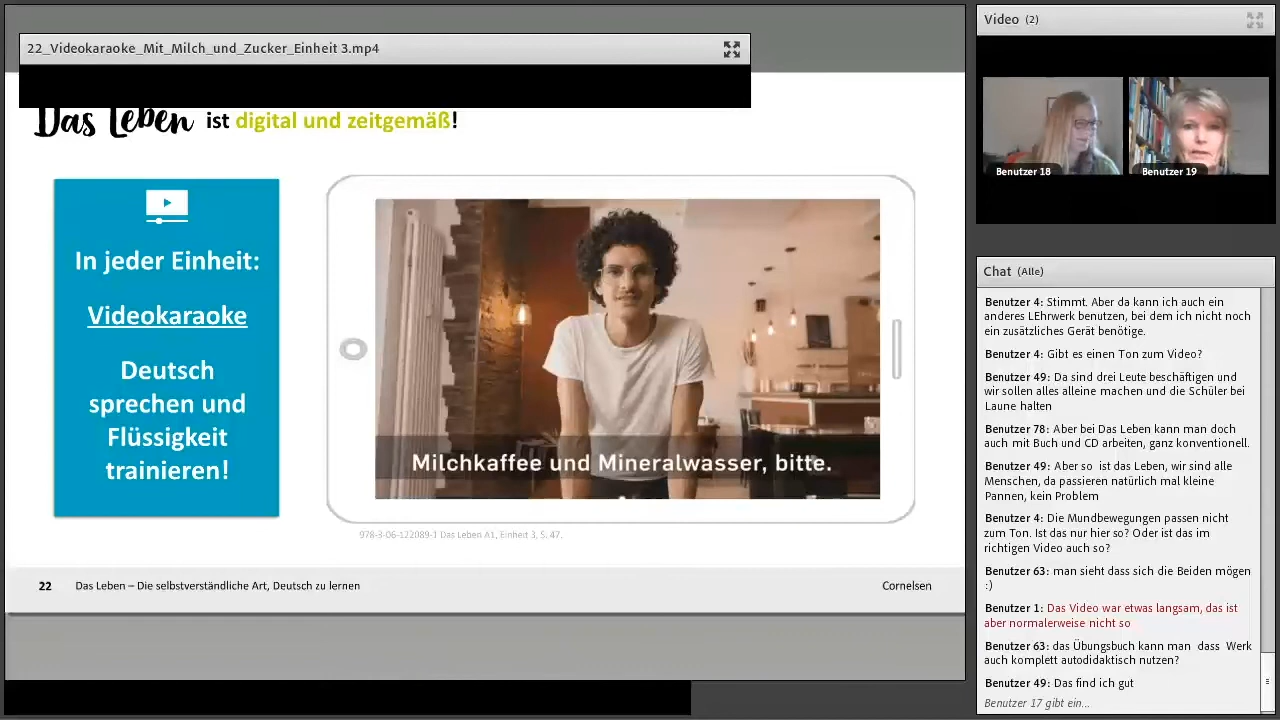 22_Videokaraoke_Mit_Milch_und_Zucker_Einheit 3.mp4
Das Leben ist digital und zeitgemäß!
In jeder Einheit:
Videokaraoke
Deutsch
sprechen und
Flüssigkeit
trainieren!
Milchkaffee und Mineralwasser, bitte.
978-3-06-122089-1 Das Leben A1, Einheit 3, S. 47.
22 Das Leben – Die selbstverständliche Art, Deutsch zu lernen
Cornelsen
Video (2)
Benutzer 18
Benutzer 19
Chat (Alle)
Benutzer 4: Stimmt. Aber da kann ich auch ein
anderes LEhrwerk benutzen, bei dem ich nicht noch
ein zusätzliches Gerät benötige.
Benutzer 4: Gibt es einen Ton zum Video?
Benutzer 49: Da sind drei Leute beschäftigen und
wir sollen alles alleine machen und die Schüler bei
Laune halten
Benutzer 78: Aber bei Das Leben kann man doch
auch mit Buch und CD arbeiten, ganz konventionell.
Benutzer 49: Aber so ist das Leben, wir sind alle
Menschen, da passieren natürlich mal kleine
Pannen, kein Problem
Benutzer 4: Die Mundbewegungen passen nicht
zum Ton. Ist das nur hier so? Oder ist das im
richtigen Video auch so?
Benutzer 63: man sieht dass sich die Beiden mögen
:)
Benutzer 1: Das Video war etwas langsam, das ist
aber normalerweise nicht so
Benutzer 63: das Übungsbuch kann man dass Werk
auch komplett autodidaktisch nutzen?
Benutzer 49: Das find ich gut
Benutzer 17 gibt ein...